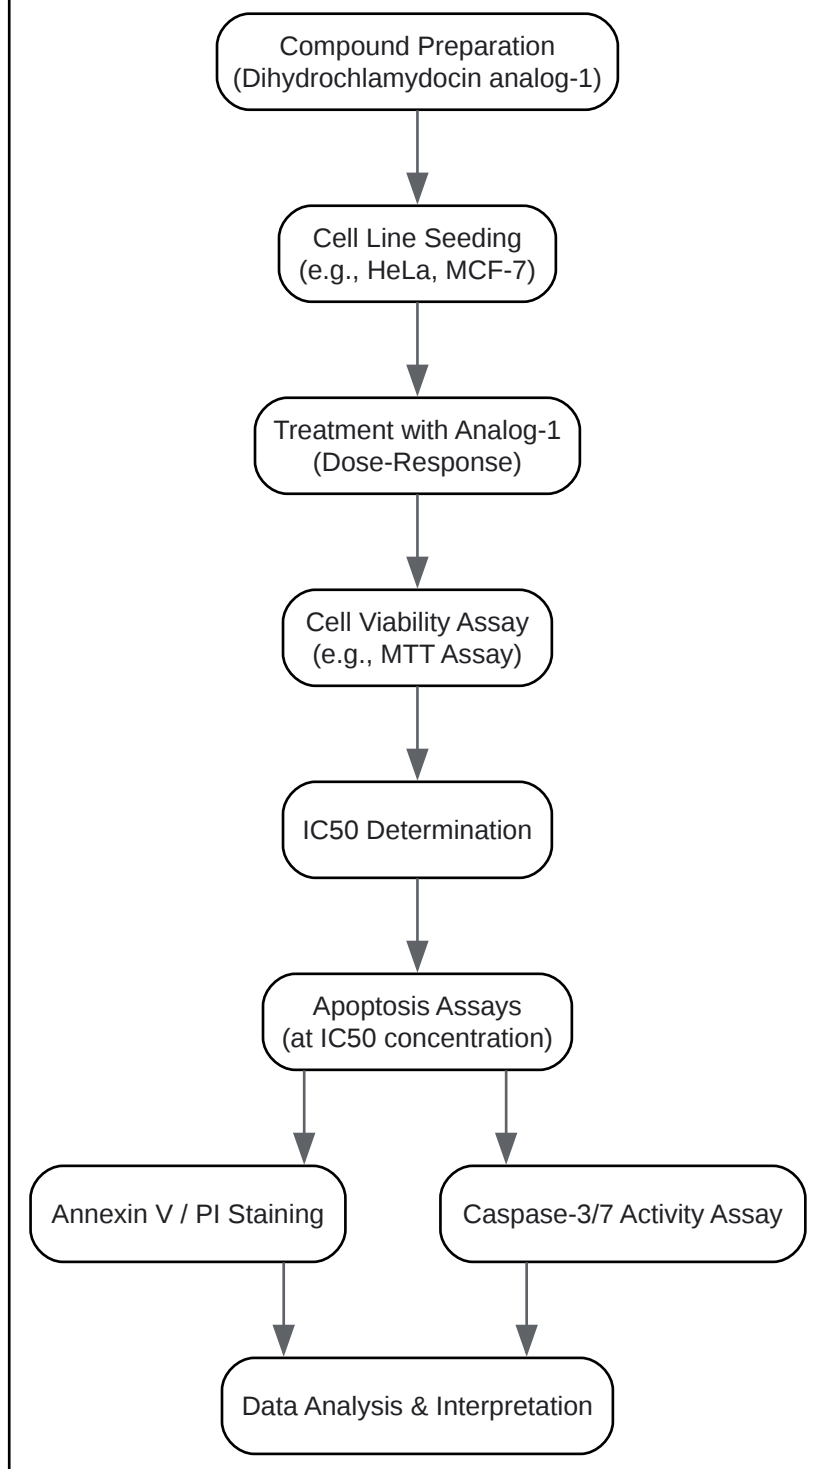 Compound Preparation
(Dihydrochlamydocin analog-1)
Cell Line Seeding
(e.g., HeLa, MCF-7)
Treatment with Analog-1
(Dose-Response)
Cell Viability Assay
(e.g., MTT Assay)
IC50 Determination
Apoptosis Assays
(at IC50 concentration)
Annexin V / PI Staining
Caspase-3/7 Activity Assay
Data Analysis & Interpretation